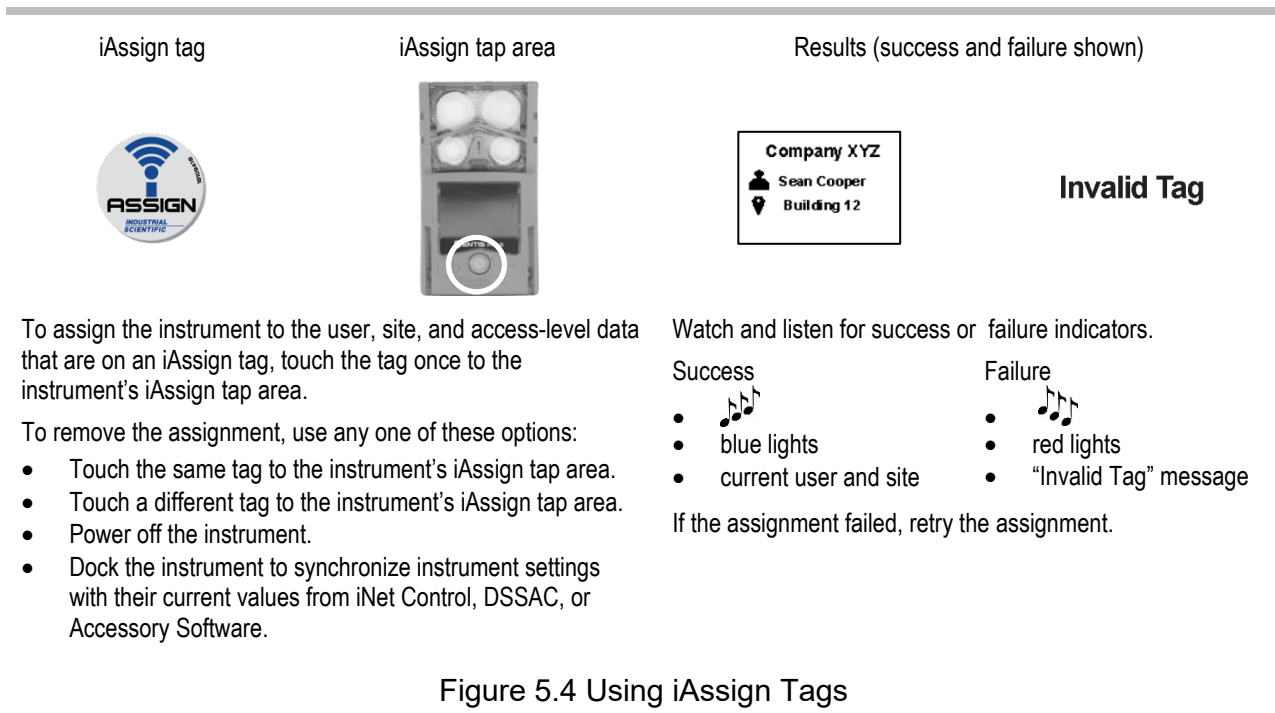 iAssign tag
iAssign tap area
Results (success and failure shown)
ASSIGN
INDUSTRIAL
SCIENTIFIC
Company XYZ
Sean Cooper
Building 12
Invalid Tag
To assign the instrument to the user, site, and access-level data
that are on an iAssign tag, touch the tag once to the
instrument's iAssign tap area.
To remove the assignment, use any one of these options:
• Touch the same tag to the instrument's iAssign tap area.
• Touch a different tag to the instrument's iAssign tap area.
• Power off the instrument.
• Dock the instrument to synchronize instrument settings
with their current values from iNet Control, DSSAC, or
Accessory Software.
Watch and listen for success or failure indicators.
Success
• blue lights
• current user and site
Failure
• red lights
• “Invalid Tag” message
If the assignment failed, retry the assignment.
Figure 5.4 Using iAssign Tags